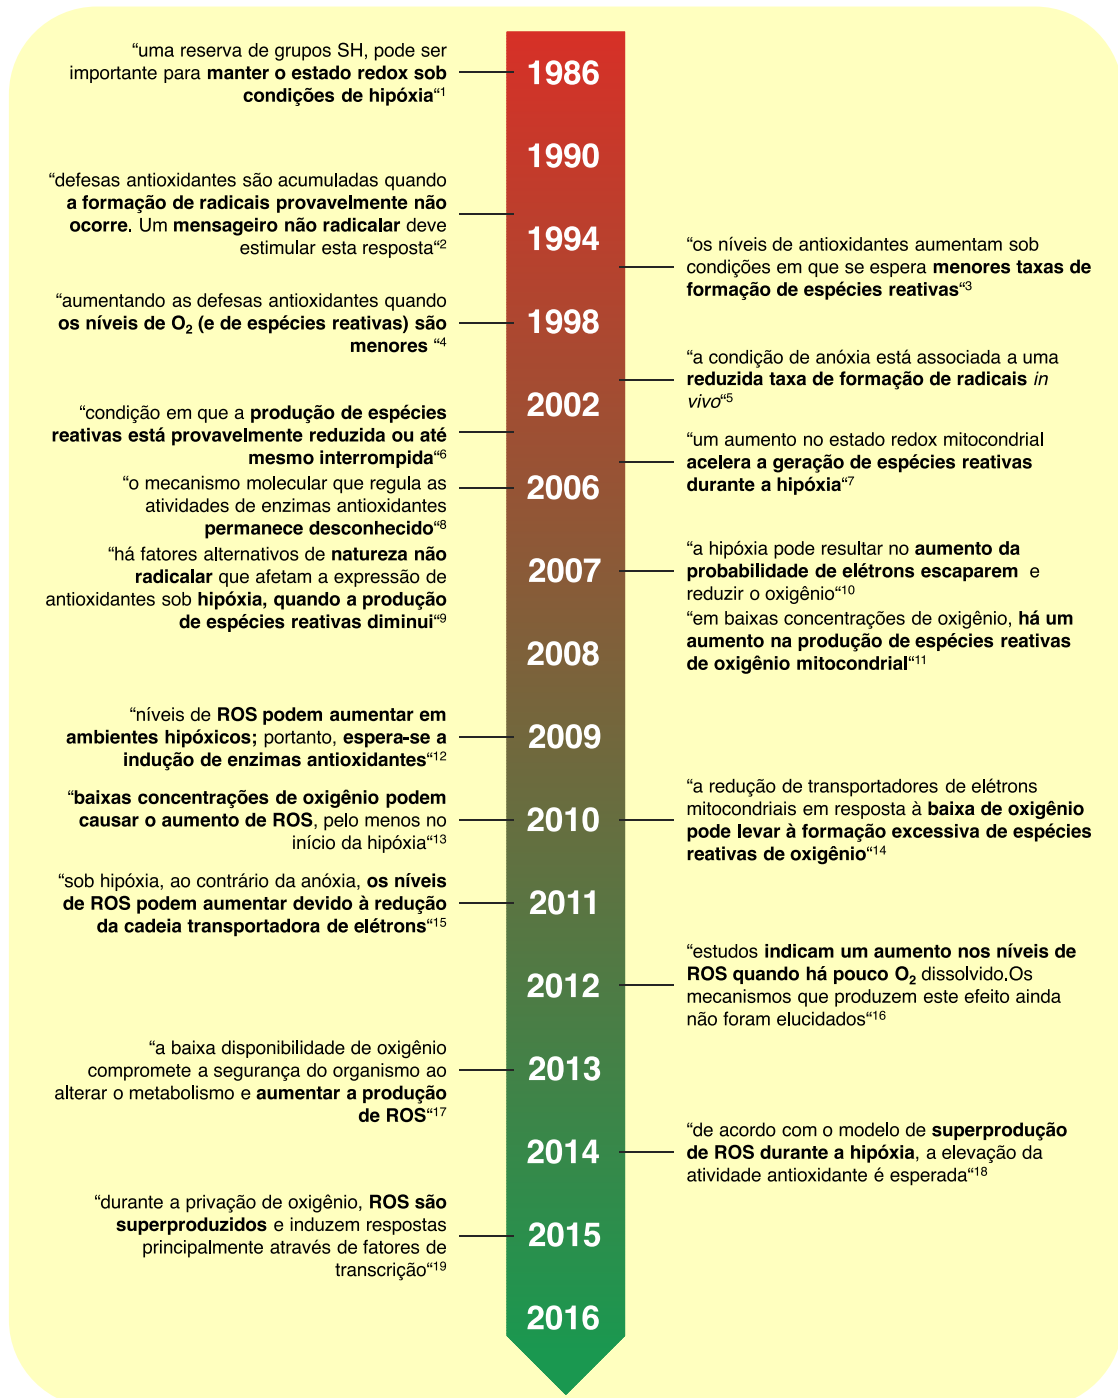 “uma reserva de grupos SH, pode ser
importante para manter o estado redox sob
condições de hipóxia“1
1986
1990
“defesas antioxidantes são acumuladas quando
a formação de radicais provavelmente não
ocorre. Um mensageiro não radicalar deve
estimular esta resposta“2
1994
“os níveis de antioxidantes aumentam sob
condições em que se espera menores taxas de
formação de espécies reativas“3
“aumentando as defesas antioxidantes quando
os níveis de O2 (e de espécies reativas) são
menores “4
1998
“a condição de anóxia está associada a uma
reduzida taxa de formação de radicais in
vivo“5
2002
“condição em que a produção de espécies
reativas está provavelmente reduzida ou até
mesmo interrompida“6
“um aumento no estado redox mitocondrial
acelera a geração de espécies reativas
durante a hipóxia“7
“o mecanismo molecular que regula as
atividades de enzimas antioxidantes
permanece desconhecido“8
2006
“há fatores alternativos de natureza não
radicalar que afetam a expressão de
antioxidantes sob hipóxia, quando a produção
de espécies reativas diminui“9
2007
“a hipóxia pode resultar no aumento da
probabilidade de elétrons escaparem e
reduzir o oxigênio“10
“em baixas concentrações de oxigênio, há um
aumento na produção de espécies reativas
de oxigênio mitocondrial“11
2008
“níveis de ROS podem aumentar em
ambientes hipóxicos; portanto, espera-se a
indução de enzimas antioxidantes“12
2009
“baixas concentrações de oxigênio podem
causar o aumento de ROS, pelo menos no
início da hipóxia“13
2010
“a redução de transportadores de elétrons
mitocondriais em resposta à baixa de oxigênio
pode levar à formação excessiva de espécies
reativas de oxigênio“14
“sob hipóxia, ao contrário da anóxia, os níveis
de ROS podem aumentar devido à redução
da cadeia transportadora de elétrons“15
2011
“estudos indicam um aumento nos níveis de
ROS quando há pouco O2 dissolvido.Os
mecanismos que produzem este efeito ainda
não foram elucidados“16
2012
“a baixa disponibilidade de oxigênio
compromete a segurança do organismo ao
alterar o metabolismo e aumentar a produção
de ROS“17
2013
2014
“de acordo com o modelo de superprodução
de ROS durante a hipóxia, a elevação da
atividade antioxidante é esperada“18
“durante a privação de oxigênio, ROS são
superproduzidos e induzem respostas
principalmente através de fatores de
transcrição“19
2015
2016